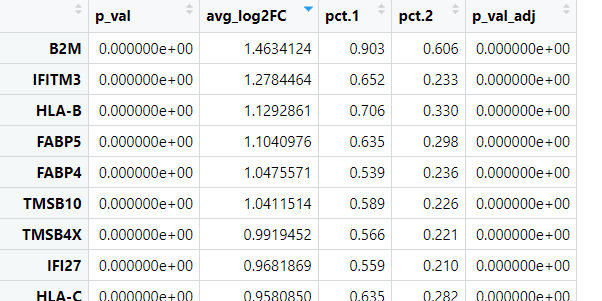 p_val avg_log2FC pct.1 pct.2 p_val_adj
B2M 0.000000e+00 1.4634124 0.903 0.606 0.000000e+00
IFITM3 0.000000e+00 1.2784464 0.652 0.233 0.000000e+00
HLA-B 0.000000e+00 1.1292861 0.706 0.330 0.000000e+00
FABP5 0.000000e+00 1.1040976 0.635 0.298 0.000000e+00
FABP4 0.000000e+00 1.0475571 0.539 0.236 0.000000e+00
TMSB10 0.000000e+00 1.0411514 0.589 0.226 0.000000e+00
TMSB4X 0.000000e+00 0.9919452 0.566 0.221 0.000000e+00
IFI27 0.000000e+00 0.9681869 0.559 0.210 0.000000e+00
HLA-C 0.000000e+00 0.9580850 0.635 0.282 0.000000e+00